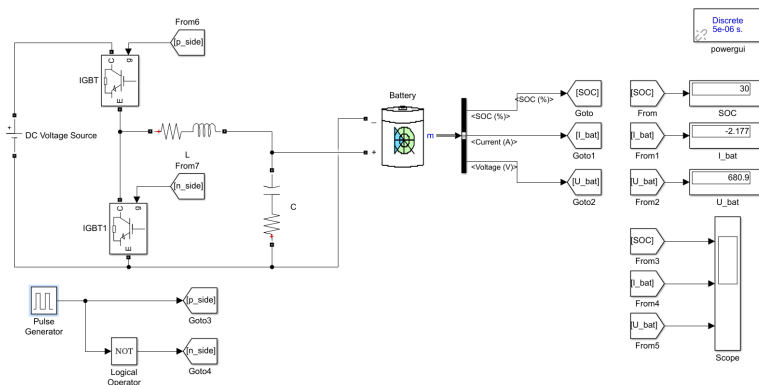 From6
[p_side]
C
g
IGBT
E
+
DC Voltage Source
L
From7
[n_side]
C
g
IGBT1
E
C
Battery
_
+
m
<SOC (%)>
<SOC (%)>
<Current (A)>
<Voltage (V)>
[SOC]
Goto
[I_bat]
Goto1
[U_bat]
Goto2
Discrete
5e-06 s.
powergui
[SOC]
From
30
SOC
[I_bat]
From1
-2.177
I_bat
[U_bat]
From2
680.9
U_bat
[SOC]
From3
[I_bat]
From4
[U_bat]
From5
Scope
Pulse
Generator
[p_side]
Goto3
NOT
Logical
Operator
[n_side]
Goto4